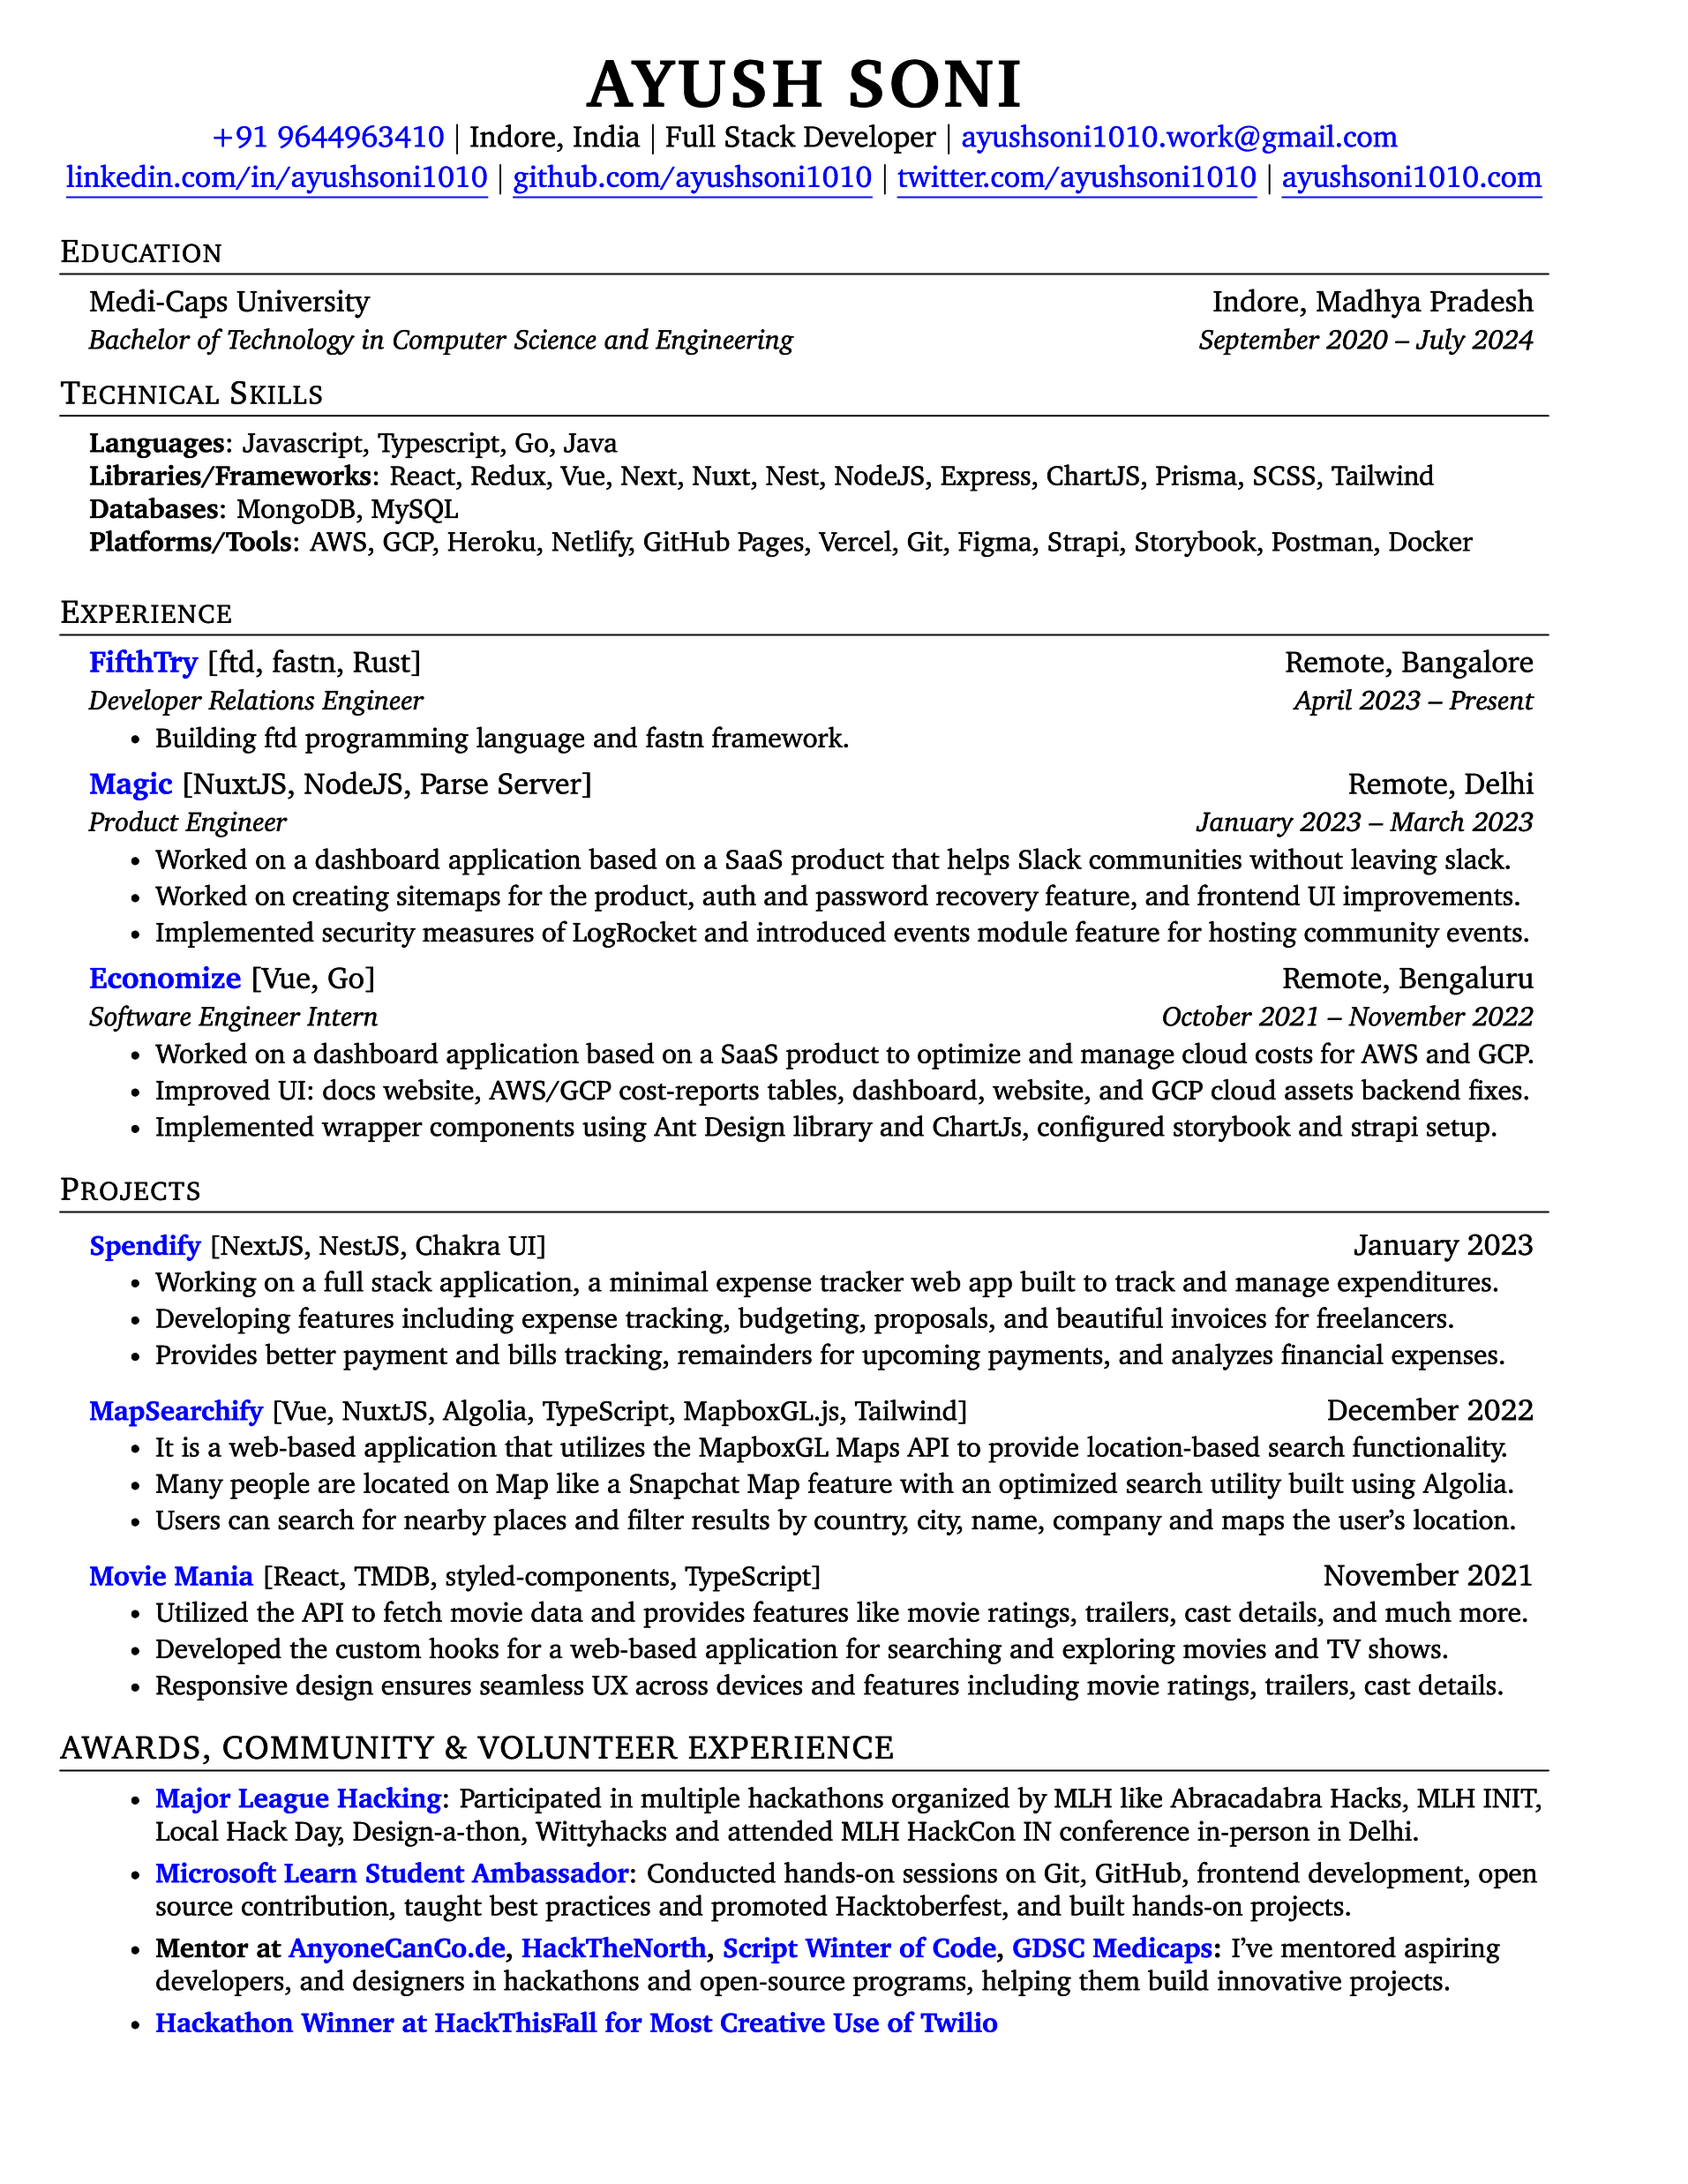 AYUSH SONI
+91 9644963410 | Indore, India | Full Stack Developer | ayushsoni1010.work@gmail.com
linkedin.com/in/ayushsoni1010 | github.com/ayushsoni1010 | twitter.com/ayushsoni1010 | ayushsoni1010.com
EDUCATION
Medi-Caps University Indore, Madhya Pradesh
Bachelor of Technology in Computer Science and Engineering September 2020 – July 2024
TECHNICAL SKILLS
Languages: Javascript, Typescript, Go, Java
Libraries/Frameworks: React, Redux, Vue, Next, Nuxt, Nest, NodeJS, Express, ChartJS, Prisma, SCSS, Tailwind
Databases: MongoDB, MySQL
Platforms/Tools: AWS, GCP, Heroku, Netlify, GitHub Pages, Vercel, Git, Figma, Strapi, Storybook, Postman, Docker
EXPERIENCE
FifthTry [ftd, fastn, Rust] Remote, Bangalore
Developer Relations Engineer April 2023 – Present
• Building ftd programming language and fastn framework.
Magic [NuxtJS, NodeJS, Parse Server] Remote, Delhi
Product Engineer January 2023 – March 2023
• Worked on a dashboard application based on a SaaS product that helps Slack communities without leaving slack.
• Worked on creating sitemaps for the product, auth and password recovery feature, and frontend UI improvements.
• Implemented security measures of LogRocket and introduced events module feature for hosting community events.
Economize [Vue, Go] Remote, Bengaluru
Software Engineer Intern October 2021 – November 2022
• Worked on a dashboard application based on a SaaS product to optimize and manage cloud costs for AWS and GCP.
• Improved UI: docs website, AWS/GCP cost-reports tables, dashboard, website, and GCP cloud assets backend fixes.
• Implemented wrapper components using Ant Design library and ChartJs, configured storybook and strapi setup.
PROJECTS
Spendify [NextJS, NestJS, Chakra UI] January 2023
• Working on a full stack application, a minimal expense tracker web app built to track and manage expenditures.
• Developing features including expense tracking, budgeting, proposals, and beautiful invoices for freelancers.
• Provides better payment and bills tracking, remainders for upcoming payments, and analyzes financial expenses.
MapSearchify [Vue, NuxtJS, Algolia, TypeScript, MapboxGL.js, Tailwind] December 2022
• It is a web-based application that utilizes the MapboxGL Maps API to provide location-based search functionality.
• Many people are located on Map like a Snapchat Map feature with an optimized search utility built using Algolia.
• Users can search for nearby places and filter results by country, city, name, company and maps the user’s location.
Movie Mania [React, TMDB, styled-components, TypeScript] November 2021
• Utilized the API to fetch movie data and provides features like movie ratings, trailers, cast details, and much more.
• Developed the custom hooks for a web-based application for searching and exploring movies and TV shows.
• Responsive design ensures seamless UX across devices and features including movie ratings, trailers, cast details.
AWARDS, COMMUNITY & VOLUNTEER EXPERIENCE
• Major League Hacking: Participated in multiple hackathons organized by MLH like Abracadabra Hacks, MLH INIT,
Local Hack Day, Design-a-thon, Wittyhacks and attended MLH HackCon IN conference in-person in Delhi.
• Microsoft Learn Student Ambassador: Conducted hands-on sessions on Git, GitHub, frontend development, open
source contribution, taught best practices and promoted Hacktoberfest, and built hands-on projects.
• Mentor at AnyoneCanCo.de, HackTheNorth, Script Winter of Code, GDSC Medicaps: I’ve mentored aspiring
developers, and designers in hackathons and open-source programs, helping them build innovative projects.
• Hackathon Winner at HackThisFall for Most Creative Use of Twilio